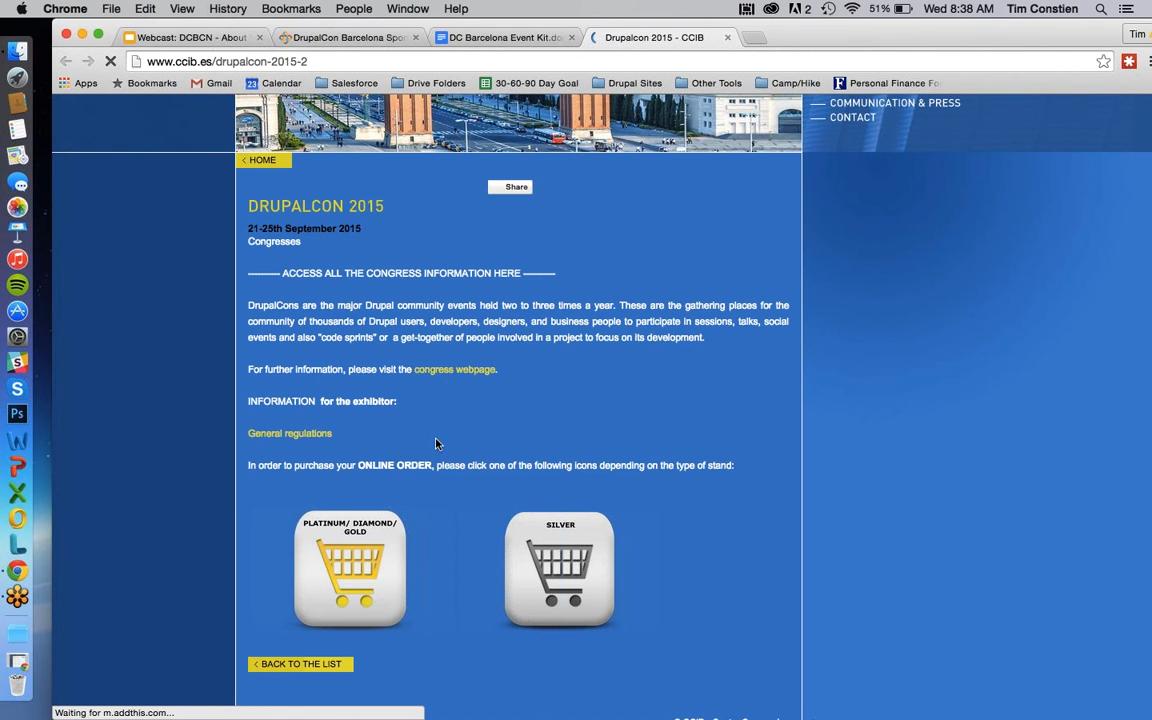 Chrome File Edit View History Bookmarks People Window Help 2 51% Wed 8:38 AM Tim Constien
Webcast: DCBCN - About × DrupalCon Barcelona Spon × DC Barcelona Event Kit.do × Drupalcon 2015 - CCIB × Tim
www.ccib.es/drupalcon-2015-2
Apps Bookmarks Gmail 23 Calendar Salesforce Drive Folders 30-60-90 Day Goal Drupal Sites Other Tools Camp/Hike Personal Finance Fo
COMMUNICATION & PRESS
CONTACT
< HOME
Share
DRUPALCON 2015
21-25th September 2015
Congresses
---------- ACCESS ALL THE CONGRESS INFORMATION HERE ----------
DrupalCons are the major Drupal community events held two to three times a year. These are the gathering places for the
community of thousands of Drupal users, developers, designers, and business people to participate in sessions, talks, social
events and also "code sprints" or a get-together of people involved in a project to focus on its development.
For further information, please visit the congress webpage.
INFORMATION for the exhibitor:
General regulations
In order to purchase your ONLINE ORDER, please click one of the following icons depending on the type of stand:
PLATINUM/ DIAMOND/
GOLD
SILVER
< BACK TO THE LIST
Waiting for m.addthis.com...